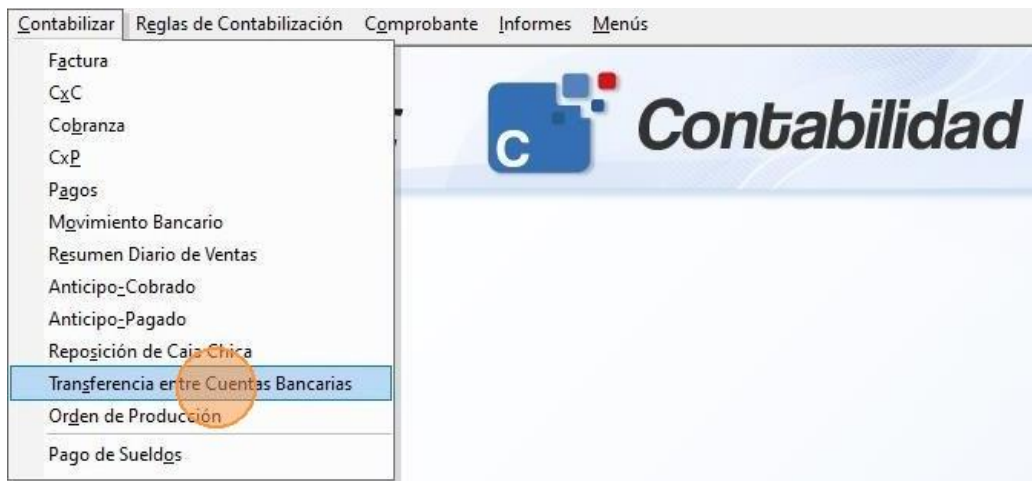 Contabilizar Reglas de Contabilización Comprobante Informes Menús
Factura
CxC
Cobranza
CxP
Pagos
Movimiento Bancario
Resumen Diario de Ventas
Anticipo-Cobrado
Anticipo-Pagado
Reposición de Caja Chica
Transferencia entre Cuentas Bancarias
Orden de Producción
Pago de Sueldos
C
Contabilidad